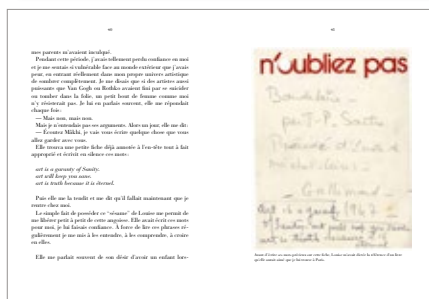 mes parents m'avaient inculqué.
Pendant cette période, j'avais tellement perdu confiance en moi
et je me sentais si vulnérable face au monde extérieur que j'avais
peur, en entrant réellement dans mon propre univers artistique
de sombrer complètement. Je me disais que si des artistes aussi
puissants que Van Gogh ou Rothko avaient fini par se suicider
ou tomber dans la folie, un petit bout de femme comme moi
n'y résisterait pas. Je lui en parlais souvent, elle me répondait
chaque fois :
— Mais non, mais non.
Mais je n'entendais pas ses arguments. Alors un jour, elle me dit :
— Écoutez Mâkhi, je vais vous écrire quelque chose que vous
allez garder avec vous.
Elle trouva une petite fiche déjà annotée à l'en-tête tout à fait
approprié et écrivit en silence ces mots :
art is a garanty of Sanity.
art will keep you sane.
art is truth because it is eternal.
Puis elle me la tendit et me dit qu'il fallait maintenant que je
rentre chez moi.
Le simple fait de posséder ce "résumé" de Louise me permit de
me libérer petit à petit de cette angoisse. Elle avait écrit ces mots
pour moi, je lui faisais confiance. A force de lire ces phrases ré-
gulièrement je me mis à les entendre, à les comprendre, à croire
en elles.
Elle me parlait souvent de son désir d'avoir un enfant lors-
n'oubliez pas
Baudelaire –
par J-P. Sartre
Gallimard –
1947
Art is a
of Sanity
art is truth because it is
eternal